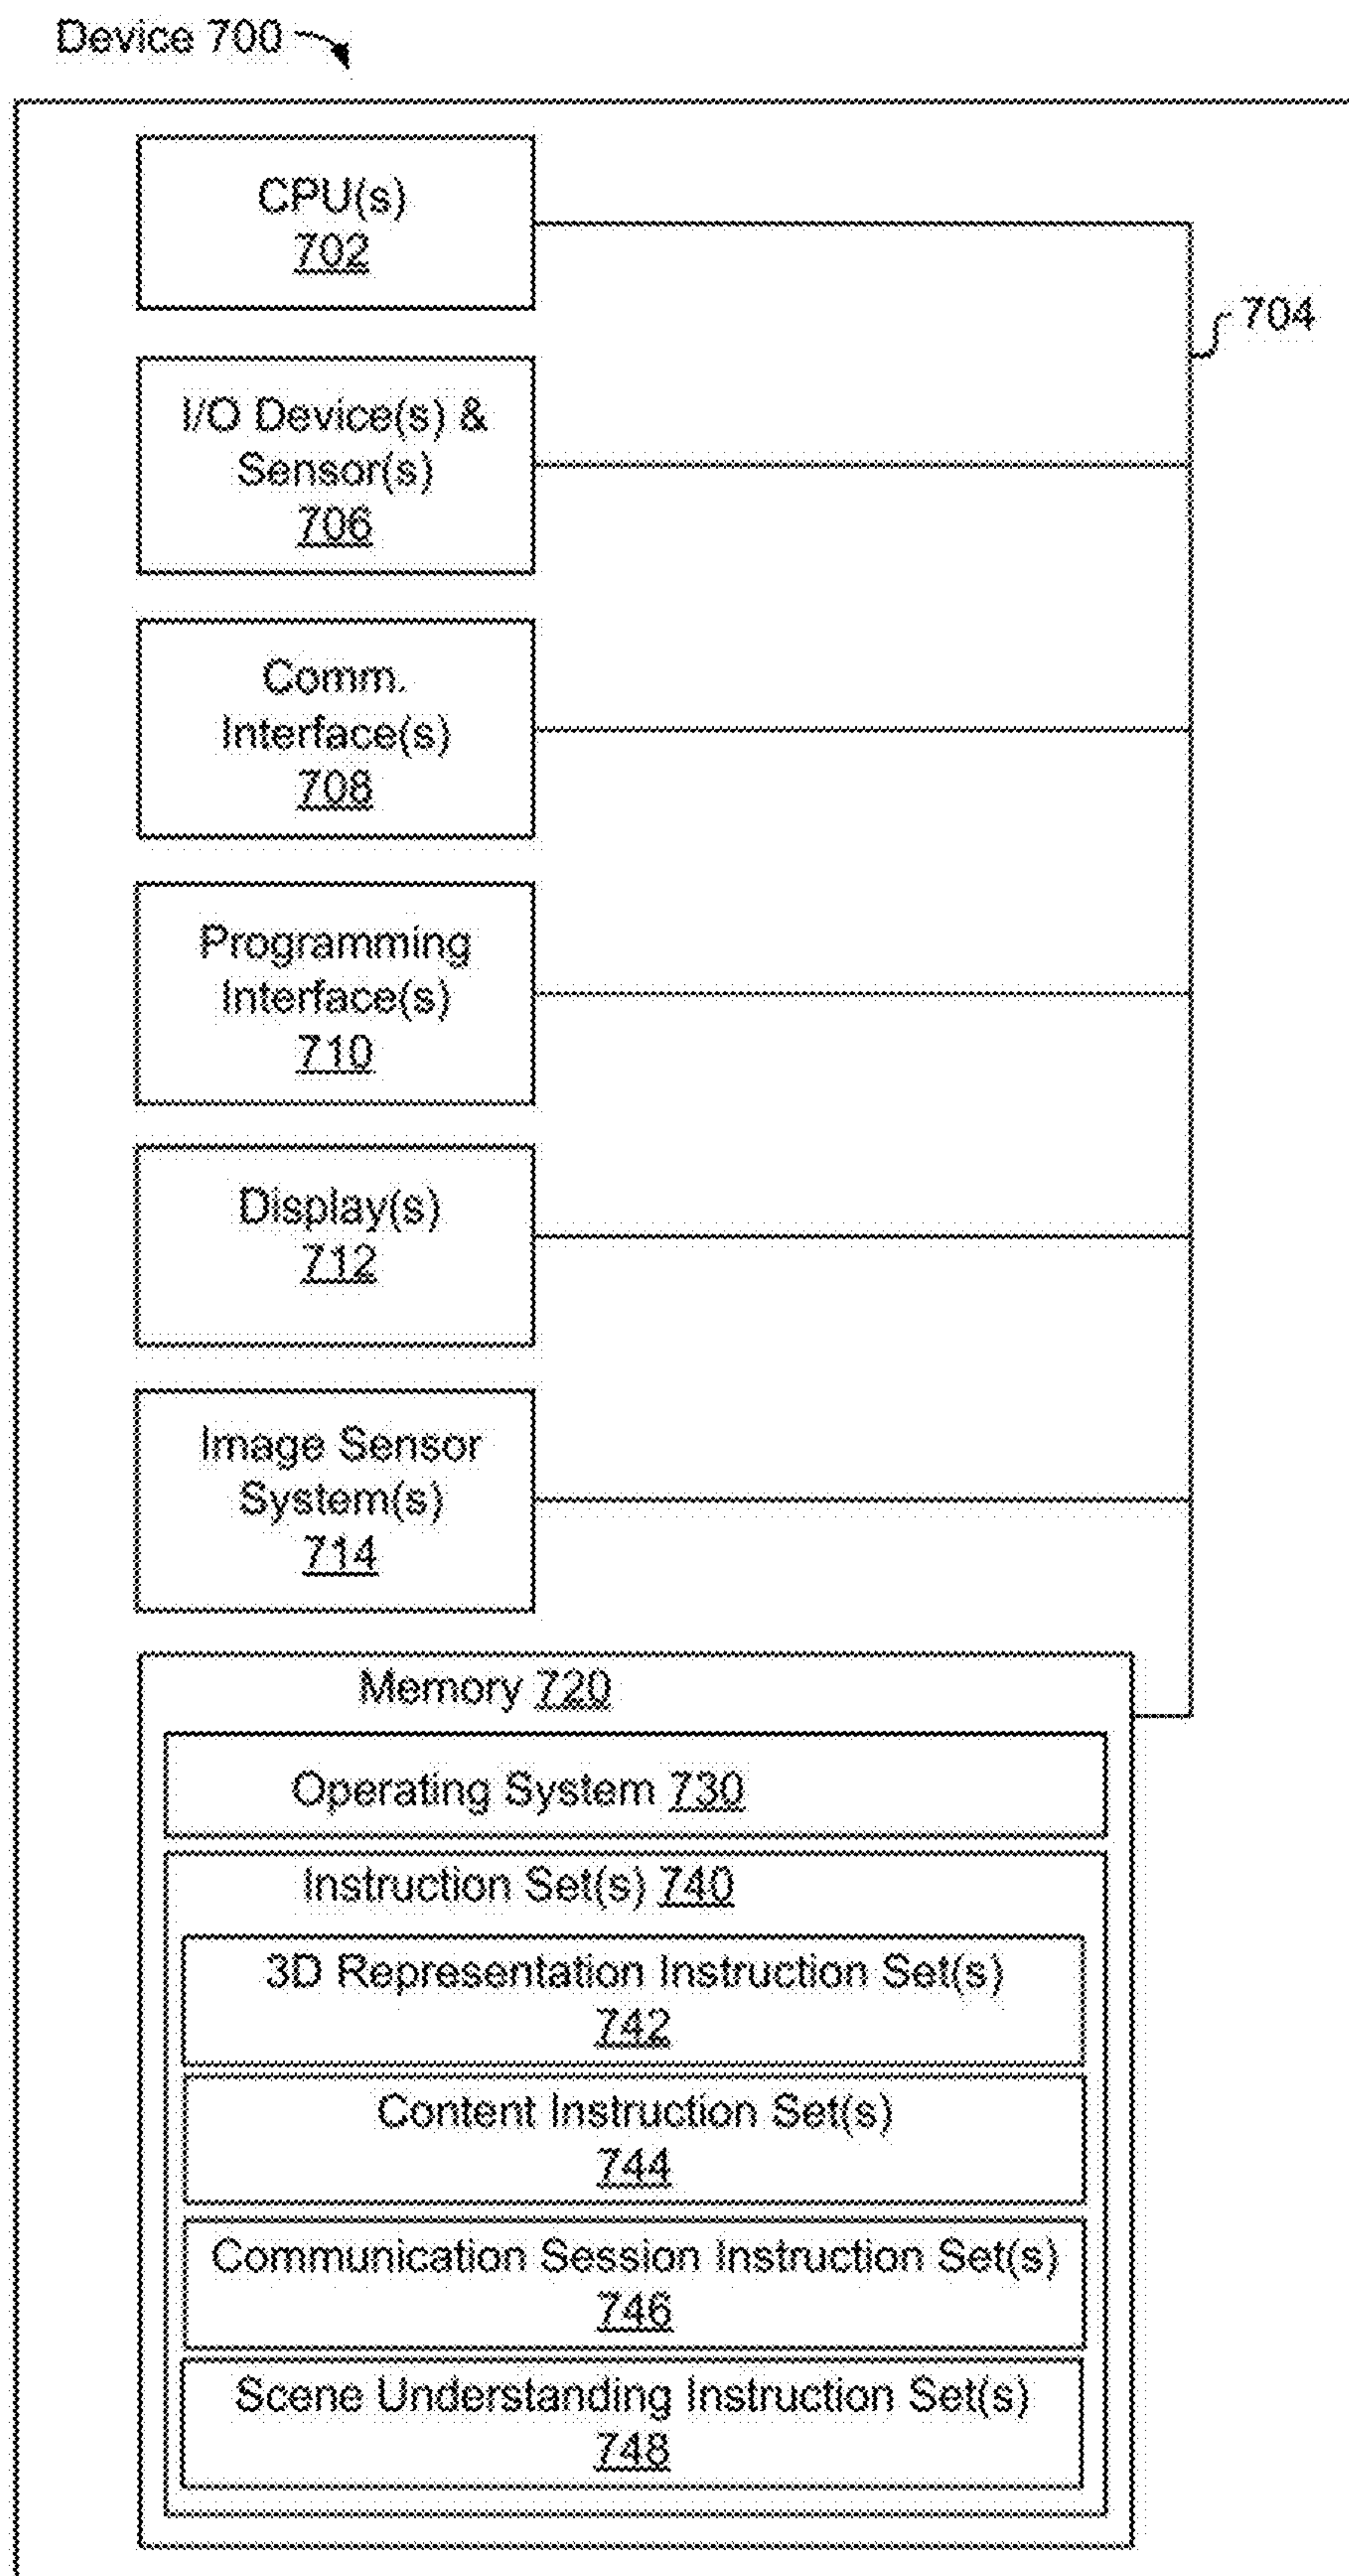 Device 700
CPU(s)
702
704
I/O Device(s) &
Sensor(s)
706
Comm.
Interface(s)
708
Programming
Interface(s)
710
Display(s)
712
Image Sensor
System(s)
714
Memory 720
Operating System 730
Instruction Set(s) 740
3D Representation Instruction Set(s)
742
Content Instruction Set(s)
744
Communication Session Instruction Set(s)
746
Scene Understanding Instruction Set(s)
748